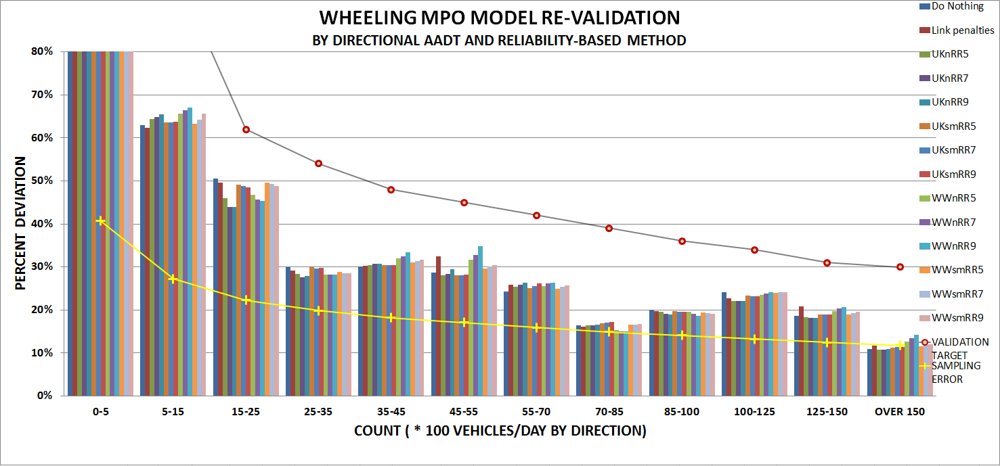 WHEELING MPO MODEL RE-VALIDATION
BY DIRECTIONAL AADT AND RELIABILITY-BASED METHOD
80%
70%
60%
50%
40%
30%
20%
10%
0%
PERCENT DEVIATION
0-5
5-15
15-25
25-35
35-45
45-55
55-70
70-85
85-100
100-125
125-150
OVER 150
COUNT ( * 100 VEHICLES/DAY BY DIRECTION)
Do Nothing
Link penalties
UKnRR5
UKnRR7
UKnRR9
UKsmRR5
UKsmRR7
UKsmRR9
WWnRR5
WWnRR7
WWnRR9
WWsmRR5
WWsmRR7
WWsmRR9
VALIDATION
TARGET
SAMPLING
ERROR